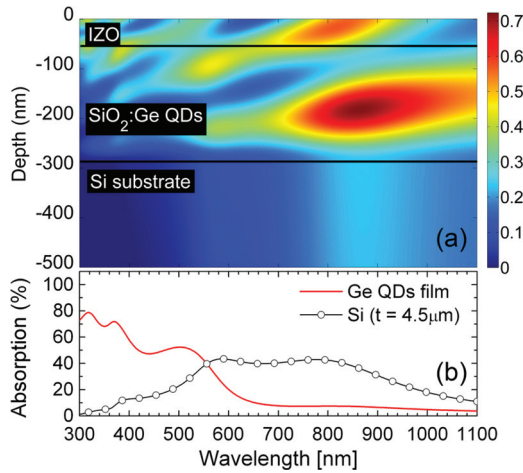 0
-100
-200
-300
-400
-500
Depth (nm)
IZO
SiO₂:Ge QDs
Si substrate
(a)
0.7
0.6
0.5
0.4
0.3
0.2
0.1
0
100
80
60
40
20
0
Absorption (%)
Ge QDs film
Si (t = 4.5µm)
(b)
300 400 500 600 700 800 900 1000 1100
Wavelength [nm]